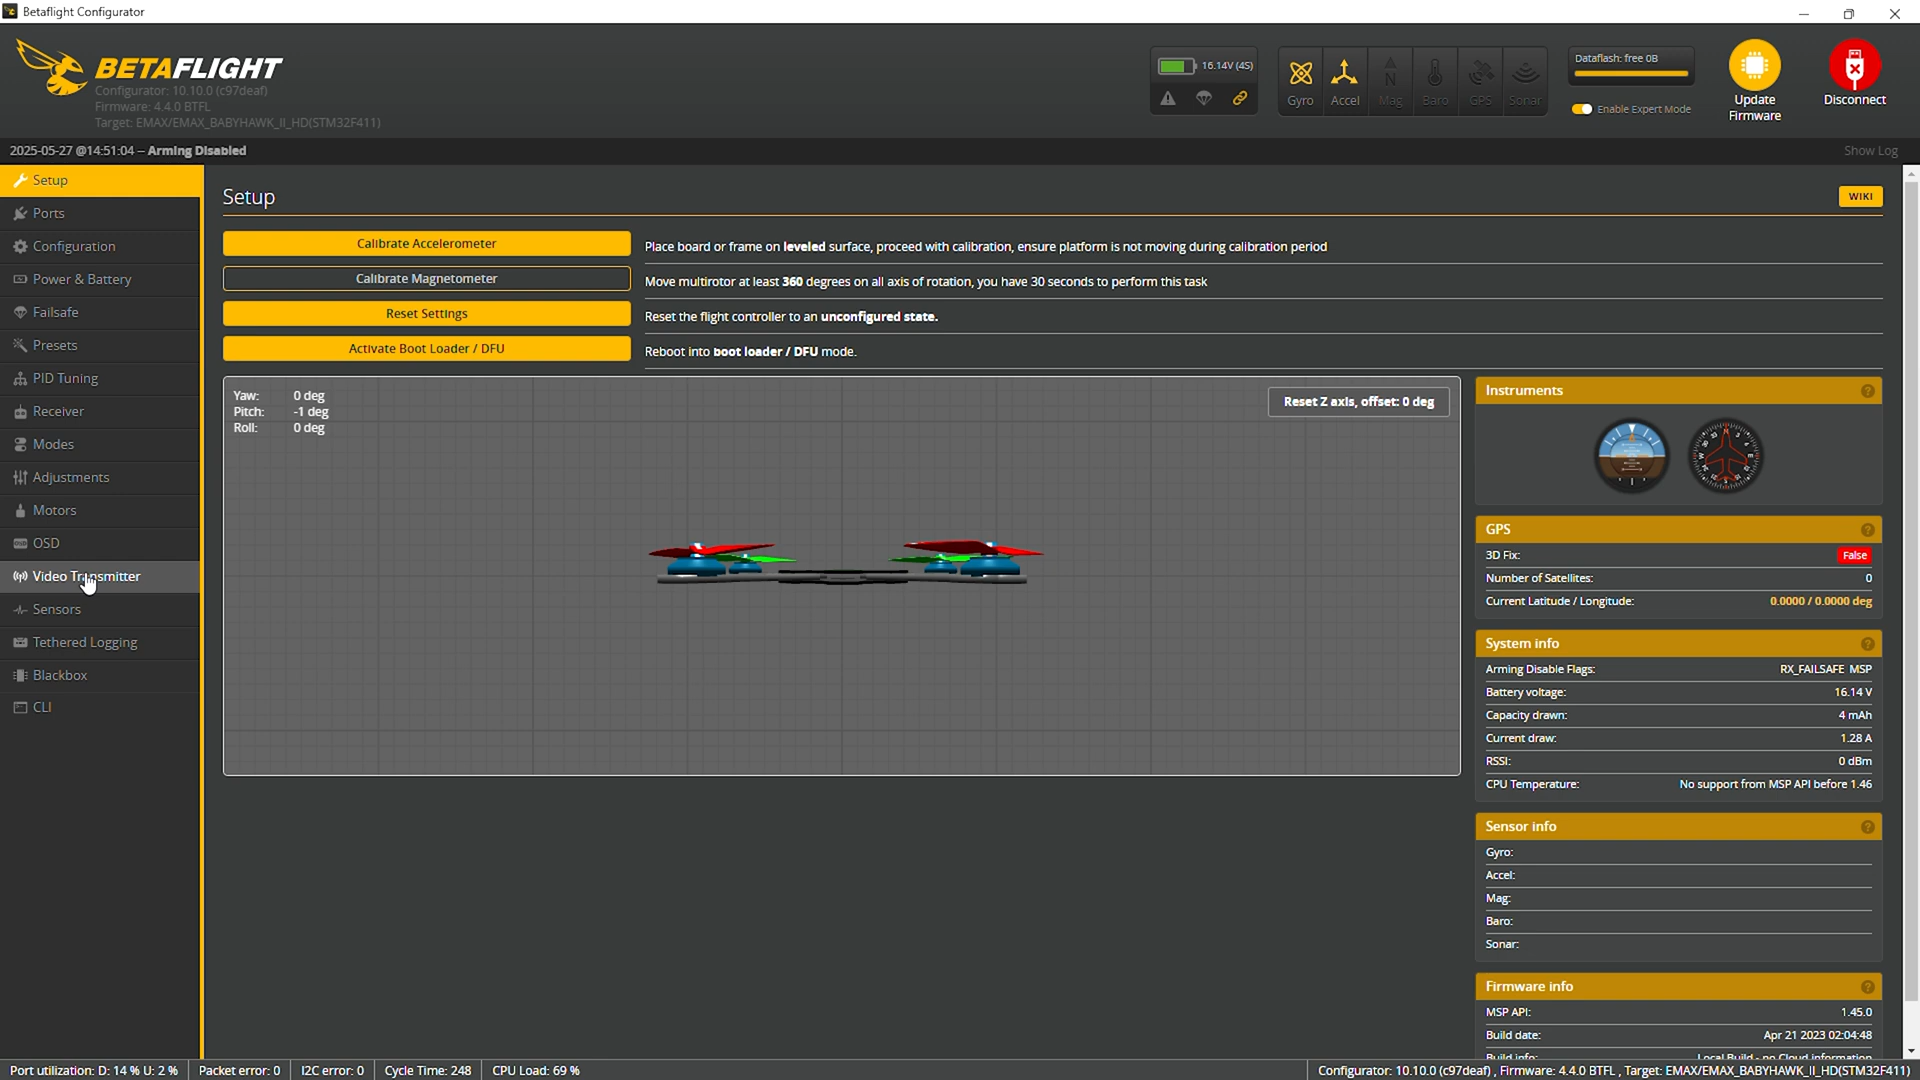 Betaflight Configurator
BETAFLIGHT
Configurator: 10.10.0 (c97deaf)
Firmware: 4.4.0 BTFL
Target: EMAX/EMAX_BABYHAWK_II_HD(STM32F411)
16.14V (4S)
Gyro
Accel
Mag
Baro
GPS
Sonar
Dataflash: free 0B
Enable Expert Mode
Update
Firmware
Disconnect
2025-05-27 @14:51:04 -- Arming Disabled
Show Log
Setup
Ports
Configuration
Power & Battery
Failsafe
Presets
PID Tuning
Receiver
Modes
Adjustments
Motors
OSD
Video Transmitter
Sensors
Tethered Logging
Blackbox
CLI
Setup
WIKI
Calibrate Accelerometer
Place board or frame on leveled surface, proceed with calibration, ensure platform is not moving during calibration period
Calibrate Magnetometer
Move multirotor at least 360 degrees on all axis of rotation, you have 30 seconds to perform this task
Reset Settings
Reset the flight controller to an unconfigured state.
Activate Boot Loader / DFU
Reboot into boot loader / DFU mode.
Yaw: 0 deg
Pitch: -1 deg
Roll: 0 deg
Reset Z axis, offset: 0 deg
Instruments
GPS
3D Fix: False
Number of Satellites: 0
Current Latitude / Longitude: 0.0000 / 0.0000 deg
System info
Arming Disable Flags: RX_FAILSAFE MSP
Battery voltage: 16.14 V
Capacity drawn: 4 mAh
Current draw: 1.28 A
RSSI: 0 dBm
CPU Temperature: No support from MSP API before 1.46
Sensor info
Gyro:
Accel:
Mag:
Baro:
Sonar:
Firmware info
MSP API: 1.45.0
Build date: Apr 21 2023 02:04:48
Build info: Local Build - no Cloud information
Port utilization: D: 14 % U: 2 %
Packet error: 0
I2C error: 0
Cycle Time: 248
CPU Load: 69 %
Configurator: 10.10.0 (c97deaf) , Firmware: 4.4.0 BTFL , Target: EMAX/EMAX_BABYHAWK_II_HD(STM32F411)